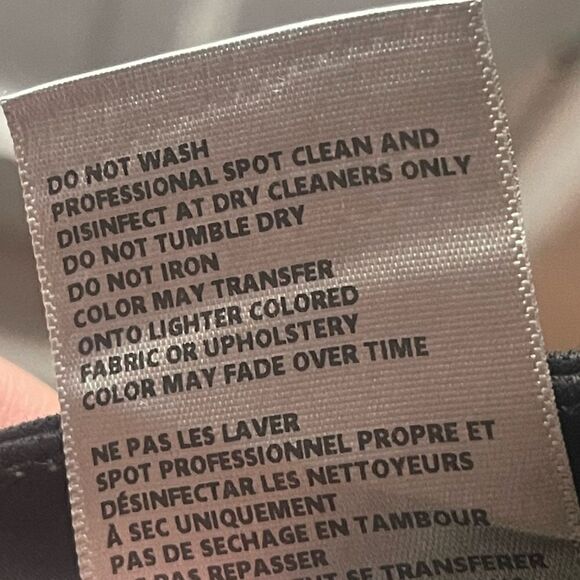 DO NOT WASH
PROFESSIONAL SPOT CLEAN AND
DISINFECT AT DRY CLEANERS ONLY
DO NOT TUMBLE DRY
DO NOT IRON
COLOR MAY TRANSFER
ONTO LIGHTER COLORED
FABRIC OR UPHOLSTERY
COLOR MAY FADE OVER TIME
NE PAS LES LAVER
SPOT PROFESSIONNEL PROPRE ET
DÉSINFECTAR LES NETTOYEURS
À SEC UNIQUEMENT
PAS DE SECHAGE EN TAMBOUR
PAS REPASSER
SE TRANSFERER